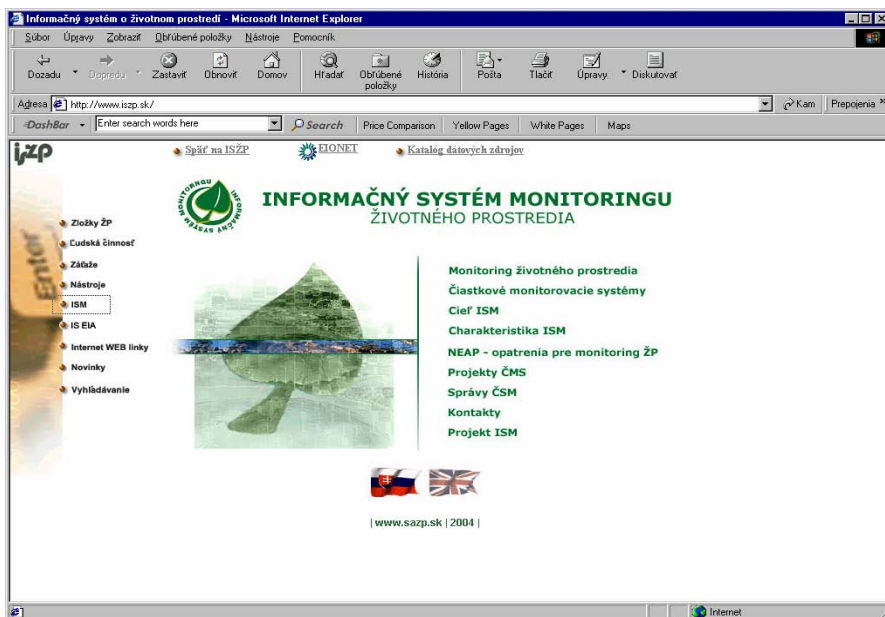 Informačný systém o životnom prostredí - Microsoft Internet Explorer
Súbor Úpravy Zobraziť Obľúbené položky Nástroje Pomocník
Dozadu Dopredu Zastaviť Obnoviť Domov Hľadať Obľúbené položky História Pošta Tlačiť Úpravy Diskutovať
Adresa http://www.iszp.sk/ Kam Prepojenia »
DashBar Enter search words here Search Price Comparison Yellow Pages White Pages Maps
iszp Späť na ISŽP EIONET Katalóg dátových zdrojov
INFORMAČNÝ SYSTÉM MONITORINGU
INFORMAČNÝ SYSTÉM MONITORINGU
ŽIVOTNÉHO PROSTREDIA
Enter
Zložky ŽP
Ľudská činnosť
Záťaže
Nástroje
ISM
IS EIA
Internet WEB linky
Novinky
Vyhľadávanie
Monitoring životného prostredia
Čiastkové monitorovacie systémy
Cieľ ISM
Charakteristika ISM
NEAP - opatrenia pre monitoring ŽP
Projekty ČMS
Správy ČSM
Kontakty
Projekt ISM
| www.sazp.sk | 2004 |
Internet